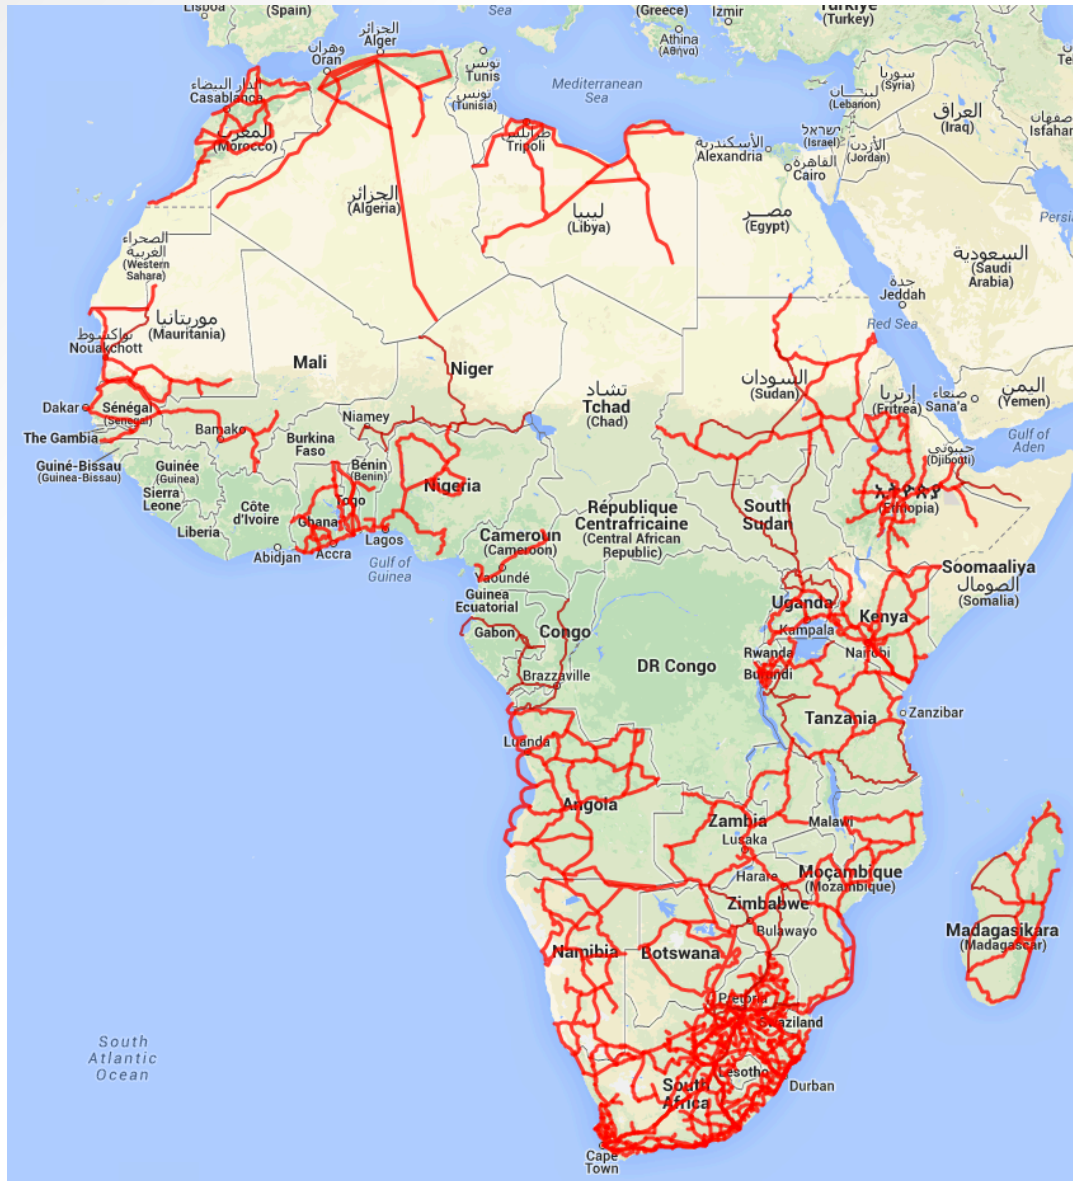 Lisboa
(Spain)
Sea
(Greece)
İzmir
Türkiye
(Turkey)
الجزائر
Alger
وهران
Oran
تونس
Tunis
تونس
(Tunisia)
Αθήνα
(Αθήνα)
Mediterranean
Sea
سوريا
(Syria)
لبنان
(Lebanon)
العراق
(Iraq)
Isfahan
الدار البيضاء
Casablanca
المغرب
(Morocco)
طرابلس
Tripoli
الأسكندرية
Alexandria
القاهرة
Cairo
(Israel)
الأردن
(Jordan)
الجزائر
(Algeria)
ليبيا
(Libya)
مصر
(Egypt)
السعودية
(Saudi
Arabia)
جدة
Jeddah
Red Sea
الصحراء
الغربية
(Western
Sahara)
موريتانيا
(Mauritania)
نواكشوط
Nouakchott
Mali
Niger
تشاد
Tchad
(Chad)
السودان
(Sudan)
إرتريا
(Eritrea)
صنعاء
Sana'a
اليمن
(Yemen)
Gulf of
Aden
جيبوتي
(Djibouti)
Dakar
Sénégal
(Senegal)
The Gambia
Bamako
Niamey
Burkina
Faso
Guiné-Bissau
(Guinea-Bissau)
Guinée
(Guinea)
Sierra
Leone
Liberia
Côte
d'Ivoire
Abidjan
Ghana
Accra
Togo
Bénin
(Benin)
Lagos
Nigeria
Gulf of
Guinea
Cameroun
(Cameroon)
Yaoundé
République
Centrafricaine
(Central African
Republic)
South
Sudan
ኢትዮጵያ
(Ethiopia)
Soomaaliya
الصومال
(Somalia)
Guinea
Ecuatorial
Gabon
Congo
Brazzaville
DR Congo
Uganda
Kampala
Kenya
Nairobi
Rwanda
Burundi
Tanzania
Zanzibar
Luanda
Angola
Zambia
Lusaka
Malawi
Harare
Moçambique
(Mozambique)
Zimbabwe
Bulawayo
Namibia
Botswana
Madagasikara
(Madagascar)
Pretoria
Swaziland
Lesotho
Durban
South
Africa
Cape
Town
South
Atlantic
Ocean